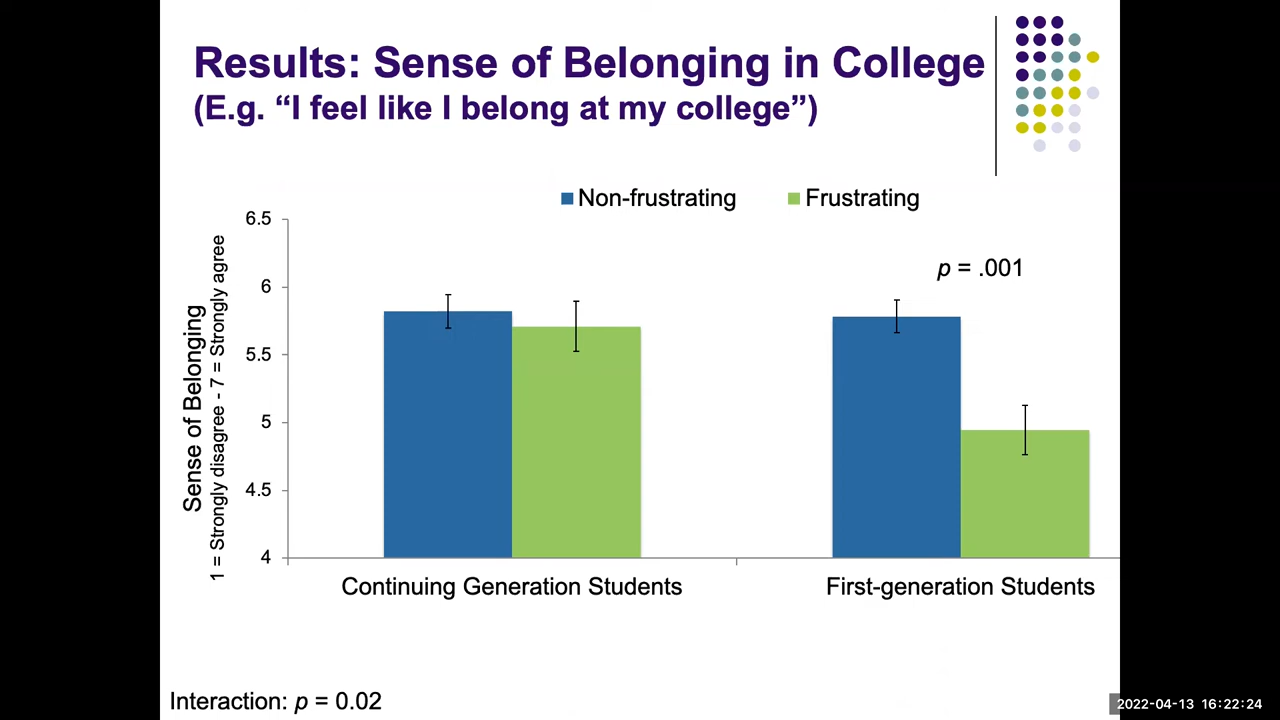 Results: Sense of Belonging in College
(E.g. “I feel like I belong at my college”)
Non-frustrating
Frustrating
6.5
6
5.5
5
4.5
4
Sense of Belonging
1 = Strongly disagree - 7 = Strongly agree
p = .001
Continuing Generation Students
First-generation Students
Interaction: p = 0.02
2022-04-13 16:22:24